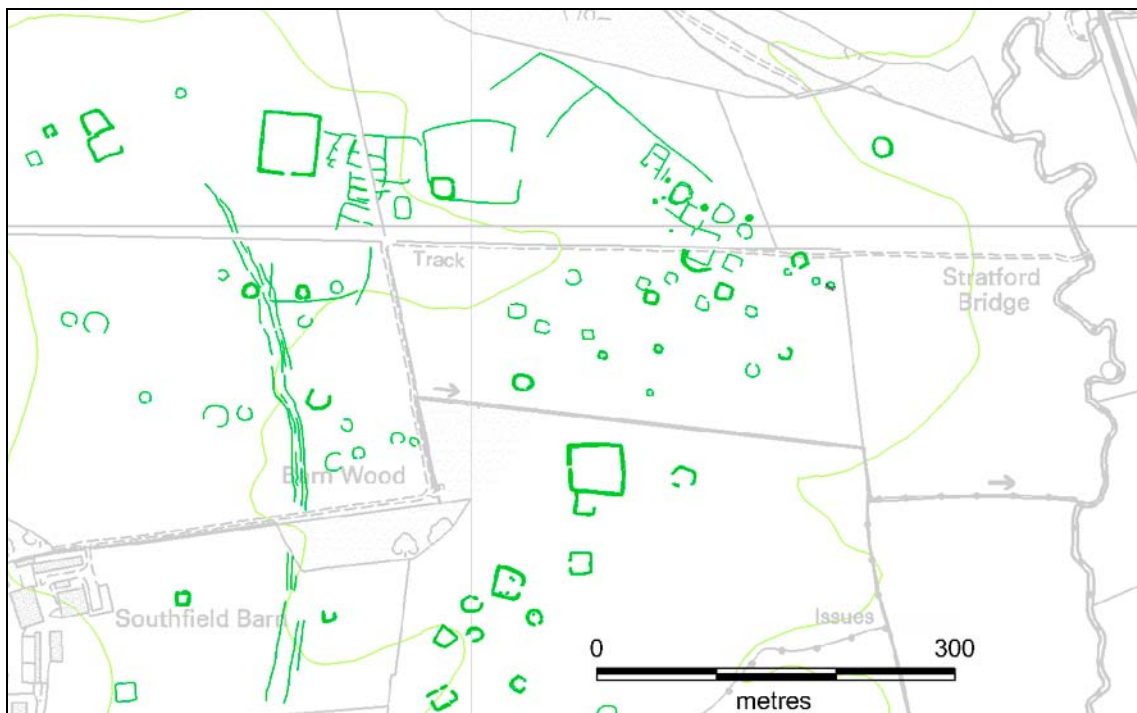 Track
Stratford
Bridge
Barn Wood
Southfield Barn
Issues
0 300
metres